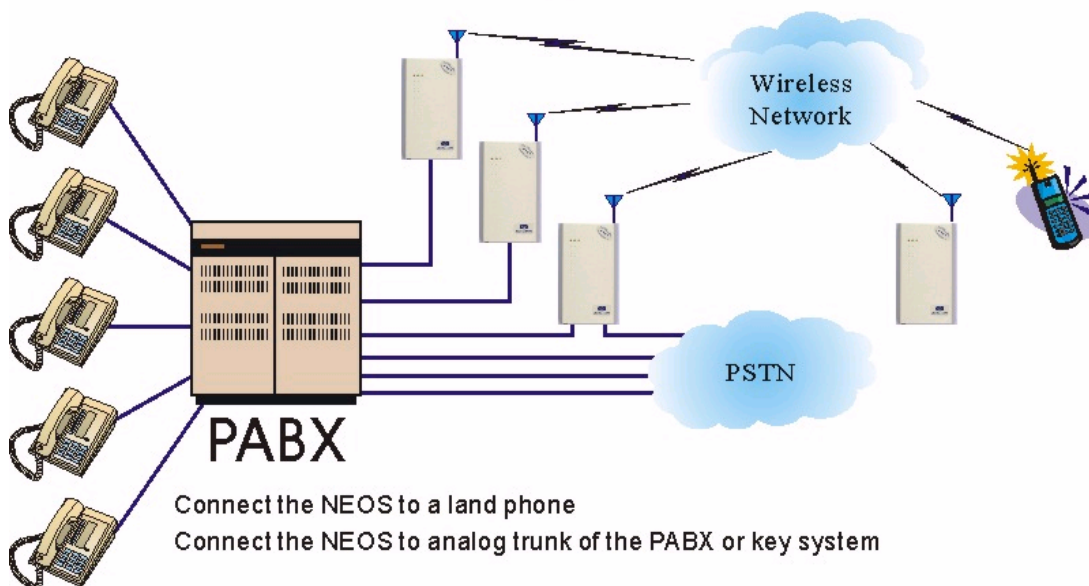 Wireless
Network
PSTN
PABX
Connect the NEOS to a land phone
Connect the NEOS to analog trunk of the PABX or key system